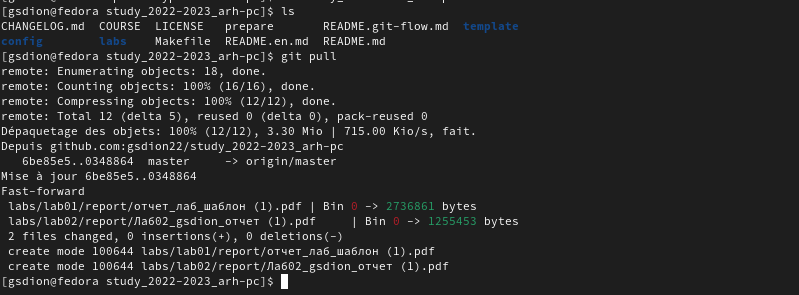 [gsdion@fedora study_2022-2023_arh-pc]$ ls
CHANGELOG.md  COURSE  LICENSE   prepare       README.git-flow.md  template
config        labs    Makefile  README.en.md  README.md
[gsdion@fedora study_2022-2023_arh-pc]$ git pull
remote: Enumerating objects: 18, done.
remote: Counting objects: 100% (16/16), done.
remote: Compressing objects: 100% (12/12), done.
remote: Total 12 (delta 5), reused 0 (delta 0), pack-reused 0
Dépaquetage des objets: 100% (12/12), 3.30 Mio | 715.00 Kio/s, fait.
Depuis github.com:gsdion22/study_2022-2023_arh-pc
   6be85e5..0348864  master     -> origin/master
Mise à jour 6be85e5..0348864
Fast-forward
 labs/lab01/report/отчет_лаб_шаблон (1).pdf | Bin 0 -> 2736861 bytes
 labs/lab02/report/Ла602_gsdion_отчет (1).pdf     | Bin 0 -> 1255453 bytes
 2 files changed, 0 insertions(+), 0 deletions(-)
 create mode 100644 labs/lab01/report/отчет_лаб_шаблон (1).pdf
 create mode 100644 labs/lab02/report/Ла602_gsdion_отчет (1).pdf
[gsdion@fedora study_2022-2023_arh-pc]$